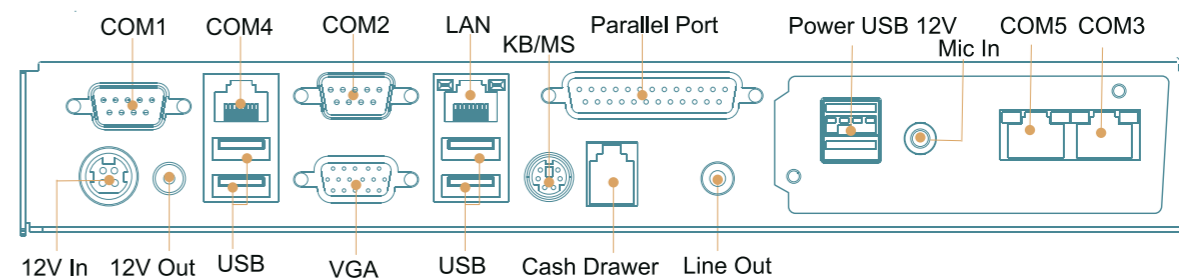 COM1 COM4 COM2 LAN KB/MS Parallel Port Power USB 12V Mic In COM5 COM3
12V In 12V Out USB VGA USB Cash Drawer Line Out